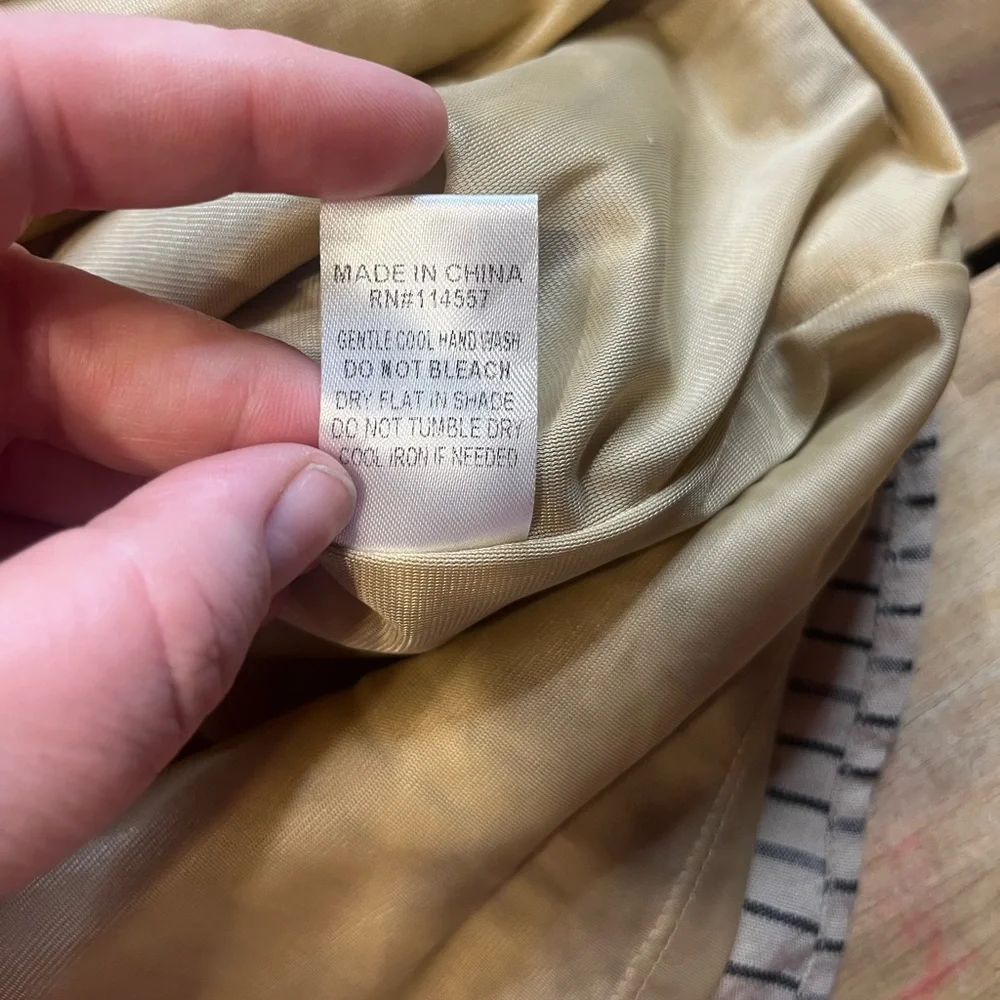 MADE IN CHINA
RN#114557
GENTLE COOL HAND WASH
DO NOT BLEACH
DRY FLAT IN SHADE
DO NOT TUMBLE DRY
COOL IRON IF NEEDED